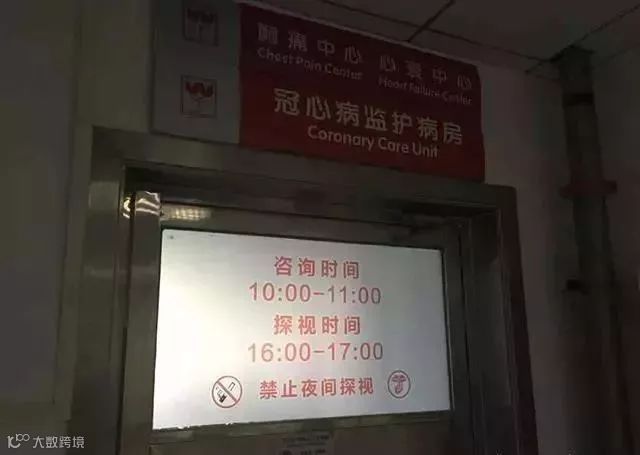 胸痛中心 心衰中心
Chest Pain Center Heart Failure Center
冠心病监护病房
Coronary Care Unit
咨询时间
10:00-11:00
探视时间
16:00-17:00
禁止夜间探视
大数跨境